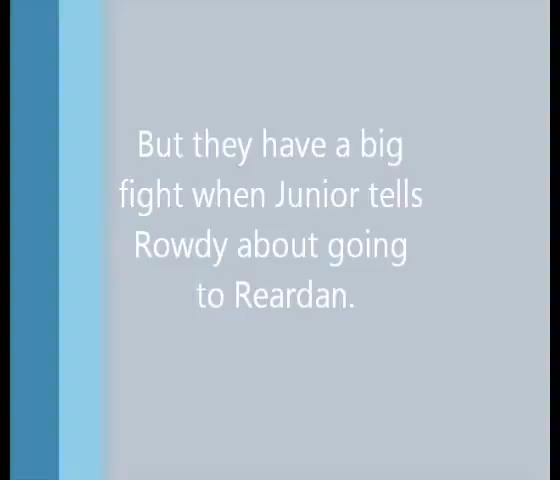 But they have a big
fight when Junior tells
Rowdy about going
to Reardan.